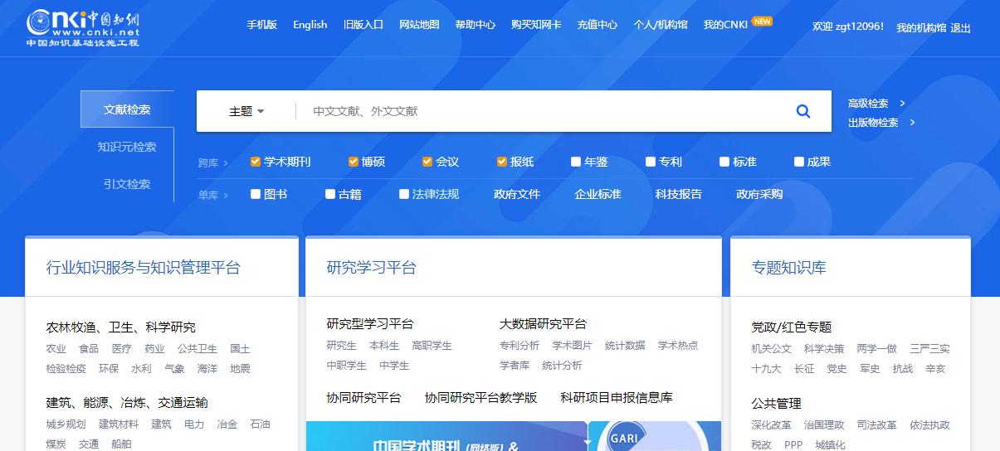 cnki中国知网
www.cnki.net
中国知识基础设施工程
手机版 English 旧版入口 网站地图 帮助中心 购买知网卡 充值中心 个人/机构馆 我的CNKI NEW
欢迎 zgt12096! 我的机构馆 退出
文献检索
主题 中文文献、外文文献
高级检索 >
出版物检索 >
知识元检索
引文检索
跨库 > 学术期刊 博硕 会议 报纸 年鉴 专利 标准 成果
单库 > 图书 古籍 法律法规 政府文件 企业标准 科技报告 政府采购
行业知识服务与知识管理平台
农林牧渔、卫生、科学研究
农业 食品 医疗 药业 公共卫生 国土
检验检疫 环保 水利 气象 海洋 地震
建筑、能源、冶炼、交通运输
城乡规划 建筑材料 建筑 电力 冶金 石油
煤炭 交通 船舶
研究学习平台
研究型学习平台
研究生 本科生 高职学生
中职学生 中学生
大数据研究平台
专利分析 学术图片 统计数据 学术热点
学者库 统计分析
协同研究平台 协同研究平台教学版 科研项目申报信息库
中国学术期刊 (网络版) &
GARI
专题知识库
党政/红色专题
机关公文 科学决策 两学一做 三严三实
十九大 长征 党史 军史 抗战 辛亥
公共管理
深化改革 治国理政 司法改革 依法执政
税改 PPP 城镇化